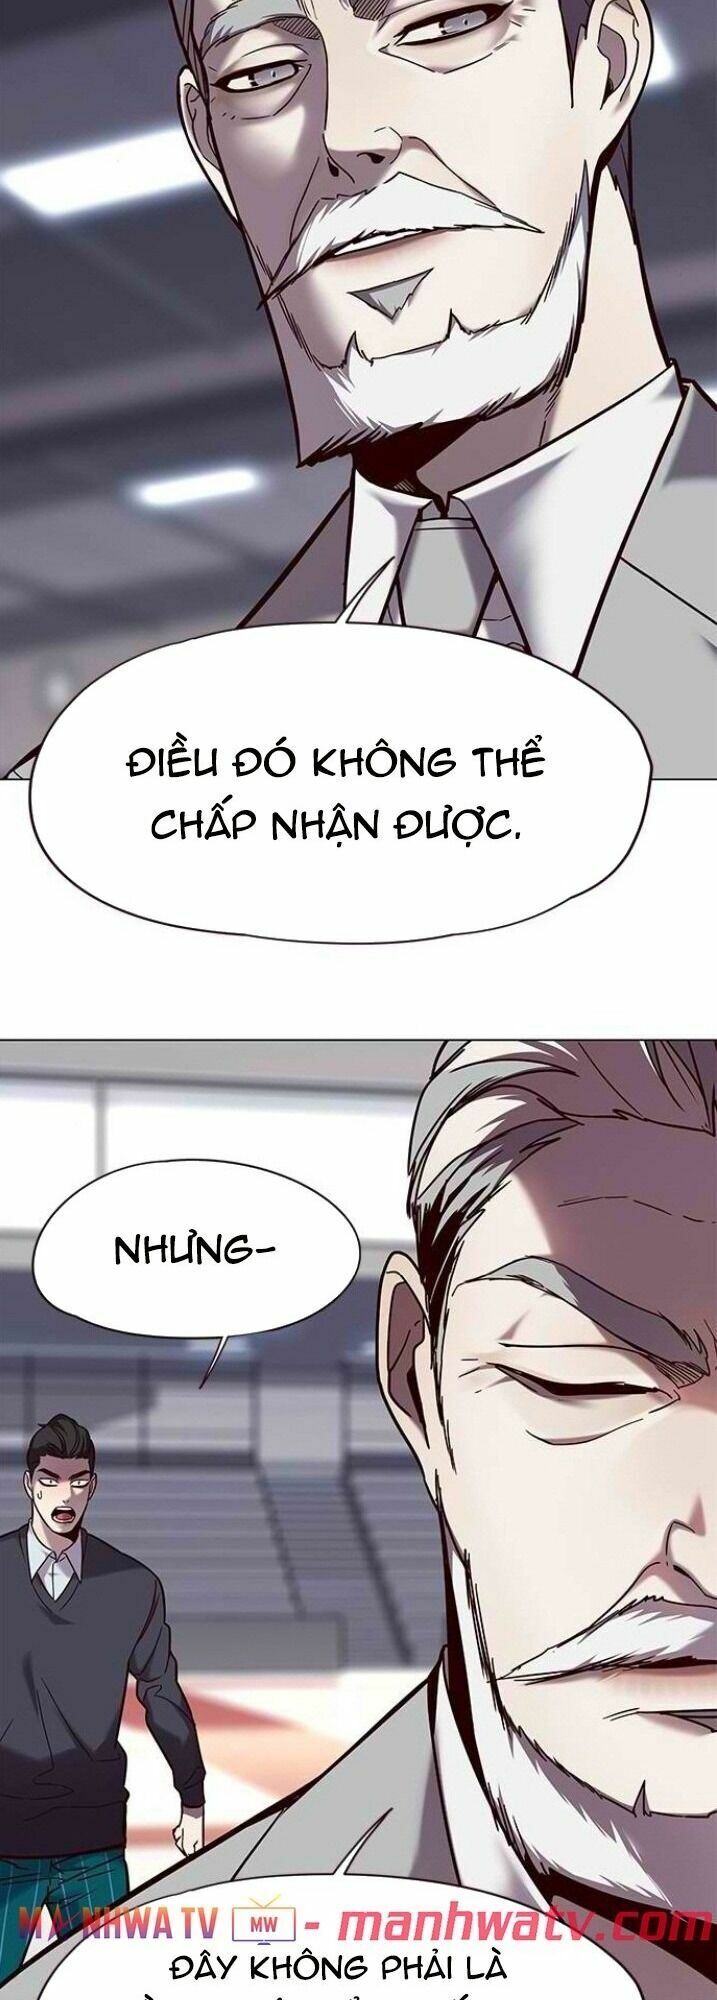 ĐIỀU ĐÓ KHÔNG THỂ
CHẤP NHẬN ĐƯỢC.
NHƯNG-
MANHWA TV MW - manhwatv.com
ĐÂY KHÔNG PHẢI LÀ